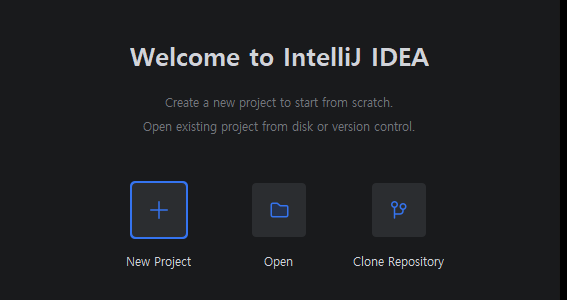 Welcome to IntelliJ IDEA
Create a new project to start from scratch.
Open existing project from disk or version control.
New Project
Open
Clone Repository